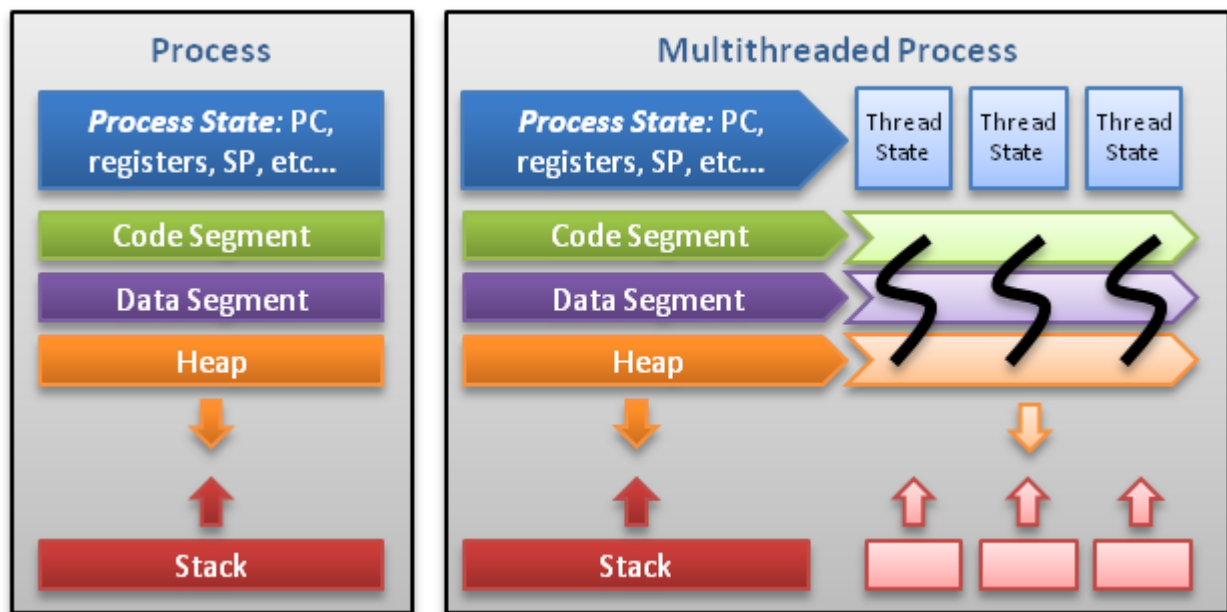 Process
Process State: PC,
registers, SP, etc...
Code Segment
Data Segment
Heap
Stack
Multithreaded Process
Process State: PC,
registers, SP, etc...
Thread
State
Thread
State
Thread
State
Code Segment
Data Segment
Heap
Stack